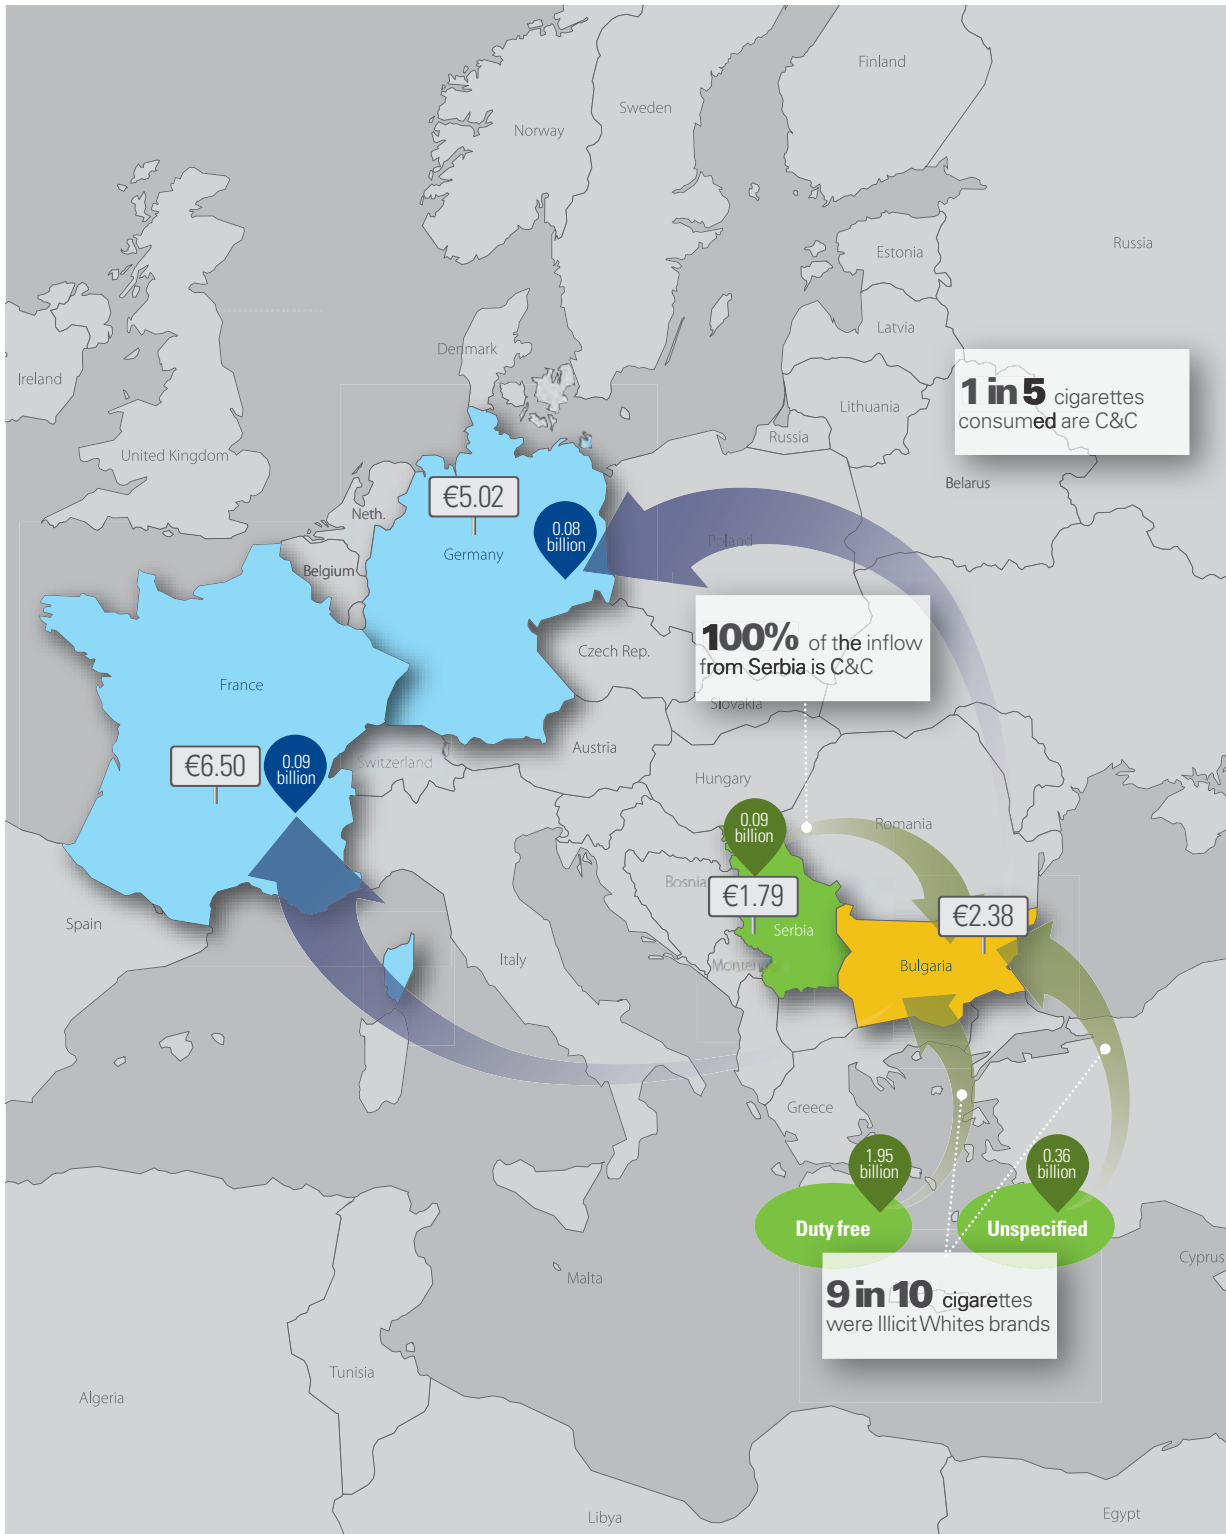 Finland
Sweden
Norway
Russia
Estonia
Latvia
Denmark
Ireland
1 in 5 cigarettes
consumed are C&C
Lithuania
Russia
United Kingdom
Belarus
€5.02
Neth.
0.08
billion
Poland
Germany
Belgium
100% of the inflow
from Serbia is C&C
Czech Rep.
France
Slovakia
Austria
€6.50
0.09
billion
Switzerland
Hungary
0.09
billion
Romania
Bosnia
€1.79
€2.38
Spain
Serbia
Italy
Bulgaria
Greece
1.95
billion
0.36
billion
Duty free
Unspecified
Cyprus
Malta
9 in 10 cigarettes
were Illicit Whites brands
Tunisia
Algeria
Libya
Egypt